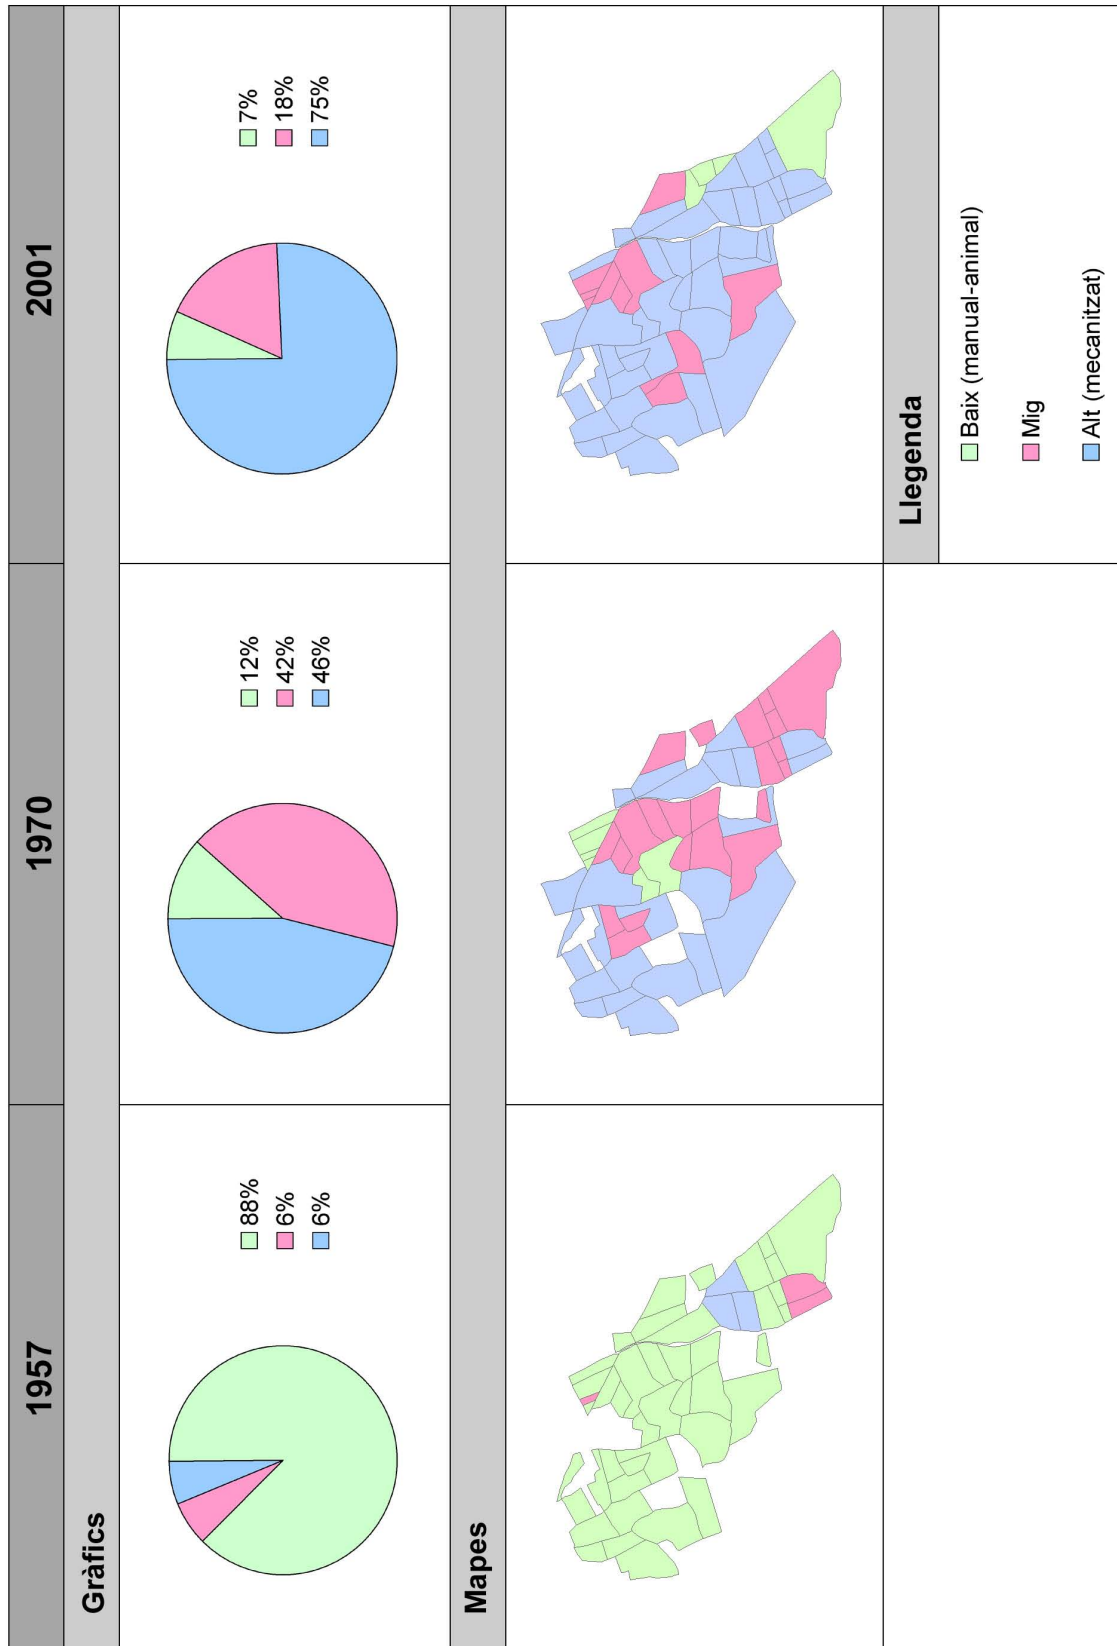 1957
1970
2001
Gràfics
88%
6%
6%
12%
42%
46%
7%
18%
75%
Mapes
Llegenda
Baix (manual-animal)
Mig
Alt (mecanitzat)